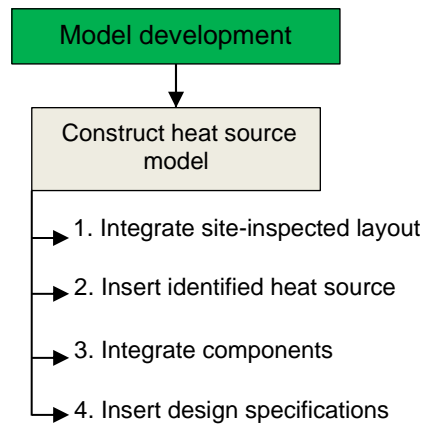 Model development
Construct heat source
model
1. Integrate site-inspected layout
2. Insert identified heat source
3. Integrate components
4. Insert design specifications